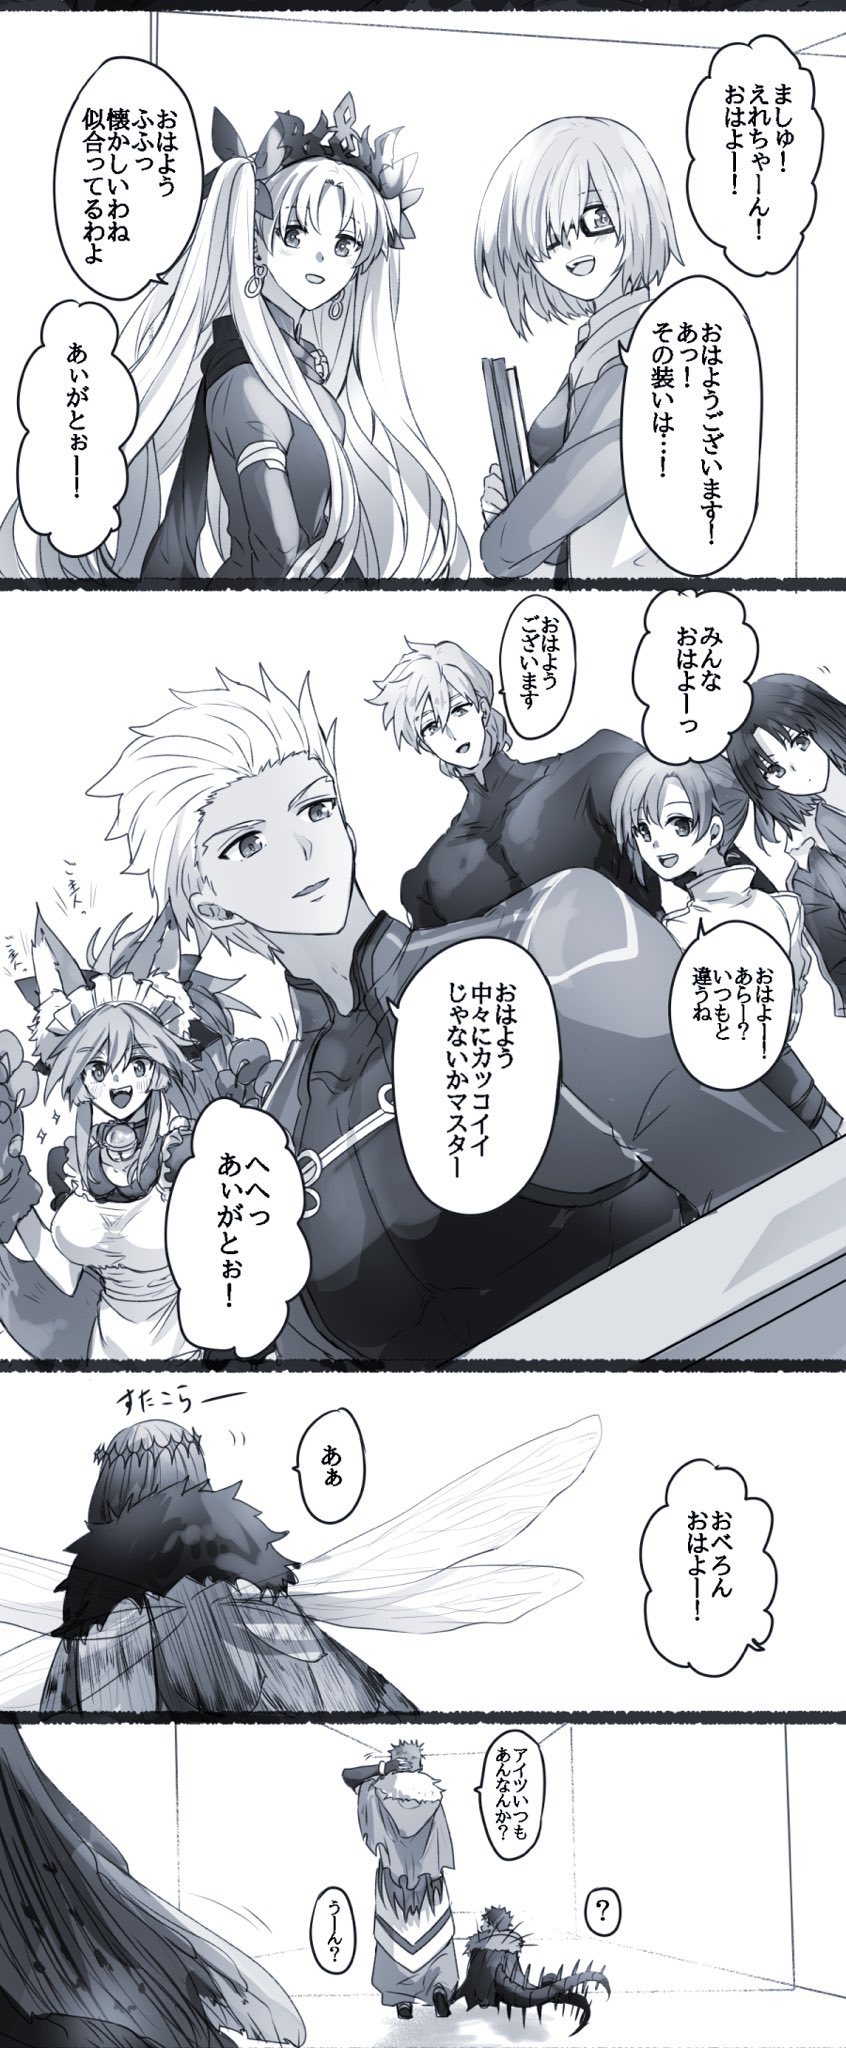 ましゅ！
えれちゃーん！
おはよー！
おはようございます！
あっ！
その装いは…！
おはよう
ふふっ
懐かしいわね
似合ってるわよ
あぃがとぉー！
みんな
おはよーっ
おはよう
ございます
おはよー！
あらー？
いつもと
違うね
おはよう
中々にカッコイイ
じゃないかマスター
ご主人っ
ご主人っ
へへっ
あぃがとぉ！
おべろん
おはよー！
あぁ
すたこらー
アイツいつも
あんなんか？
？
うーん？